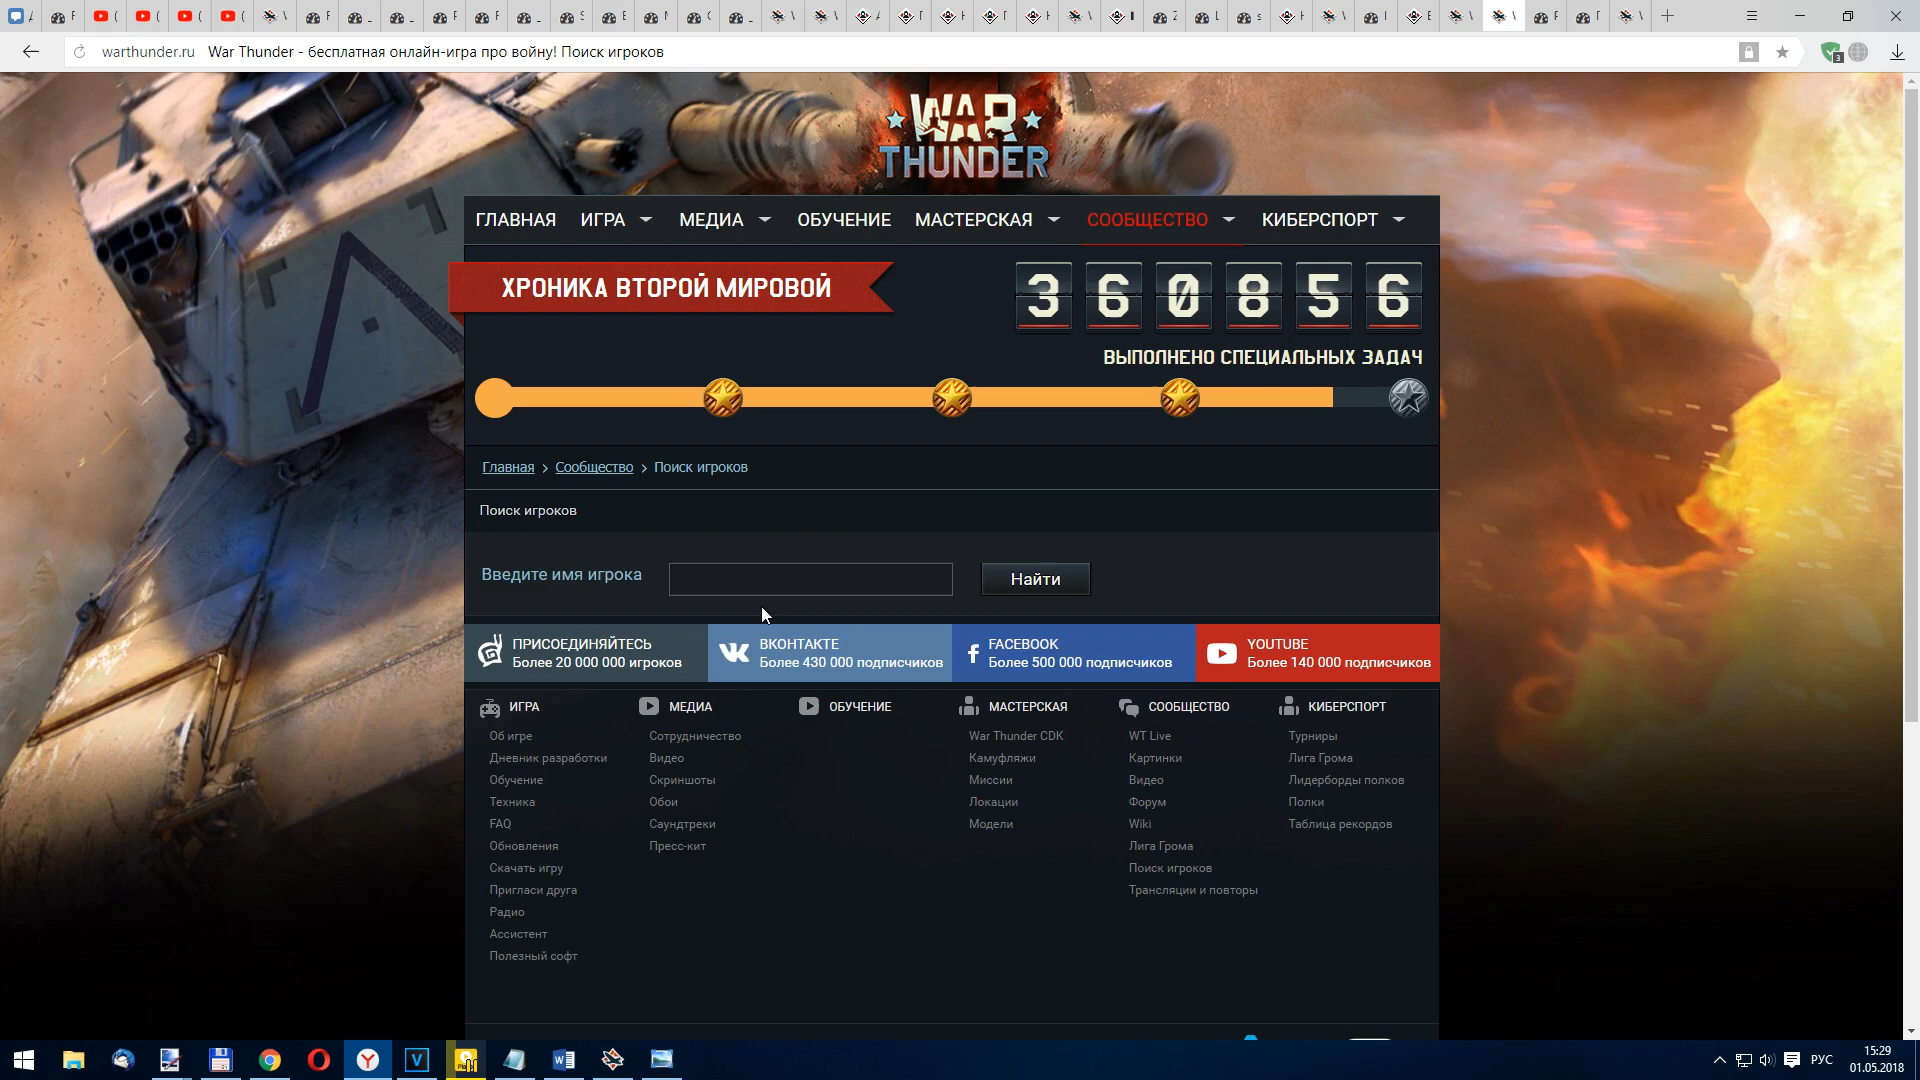 warthunder.ru War Thunder - бесплатная онлайн-игра про войну! Поиск игроков
3
WAR
THUNDER
ГЛАВНАЯ ИГРА МЕДИА ОБУЧЕНИЕ МАСТЕРСКАЯ СООБЩЕСТВО КИБЕРСПОРТ
ХРОНИКА ВТОРОЙ МИРОВОЙ
3 6 0 8 5 6
ВЫПОЛНЕНО СПЕЦИАЛЬНЫХ ЗАДАЧ
Главная › Сообщество › Поиск игроков
Поиск игроков
Введите имя игрока
Найти
ПРИСОЕДИНЯЙТЕСЬ
Более 20 000 000 игроков
ВКОНТАКТЕ
Более 430 000 подписчиков
FACEBOOK
Более 500 000 подписчиков
YOUTUBE
Более 140 000 подписчиков
ИГРА
Об игре
Дневник разработки
Обучение
Техника
FAQ
Обновления
Скачать игру
Пригласи друга
Радио
Ассистент
Полезный софт
МЕДИА
Сотрудничество
Видео
Скриншоты
Обои
Саундтреки
Пресс-кит
ОБУЧЕНИЕ
МАСТЕРСКАЯ
War Thunder CDK
Камуфляжи
Миссии
Локации
Модели
СООБЩЕСТВО
WT Live
Картинки
Видео
Форум
Wiki
Лига Грома
Поиск игроков
Трансляции и повторы
КИБЕРСПОРТ
Турниры
Лига Грома
Лидерборды полков
Полки
Таблица рекордов
РУС
15:29
01.05.2018